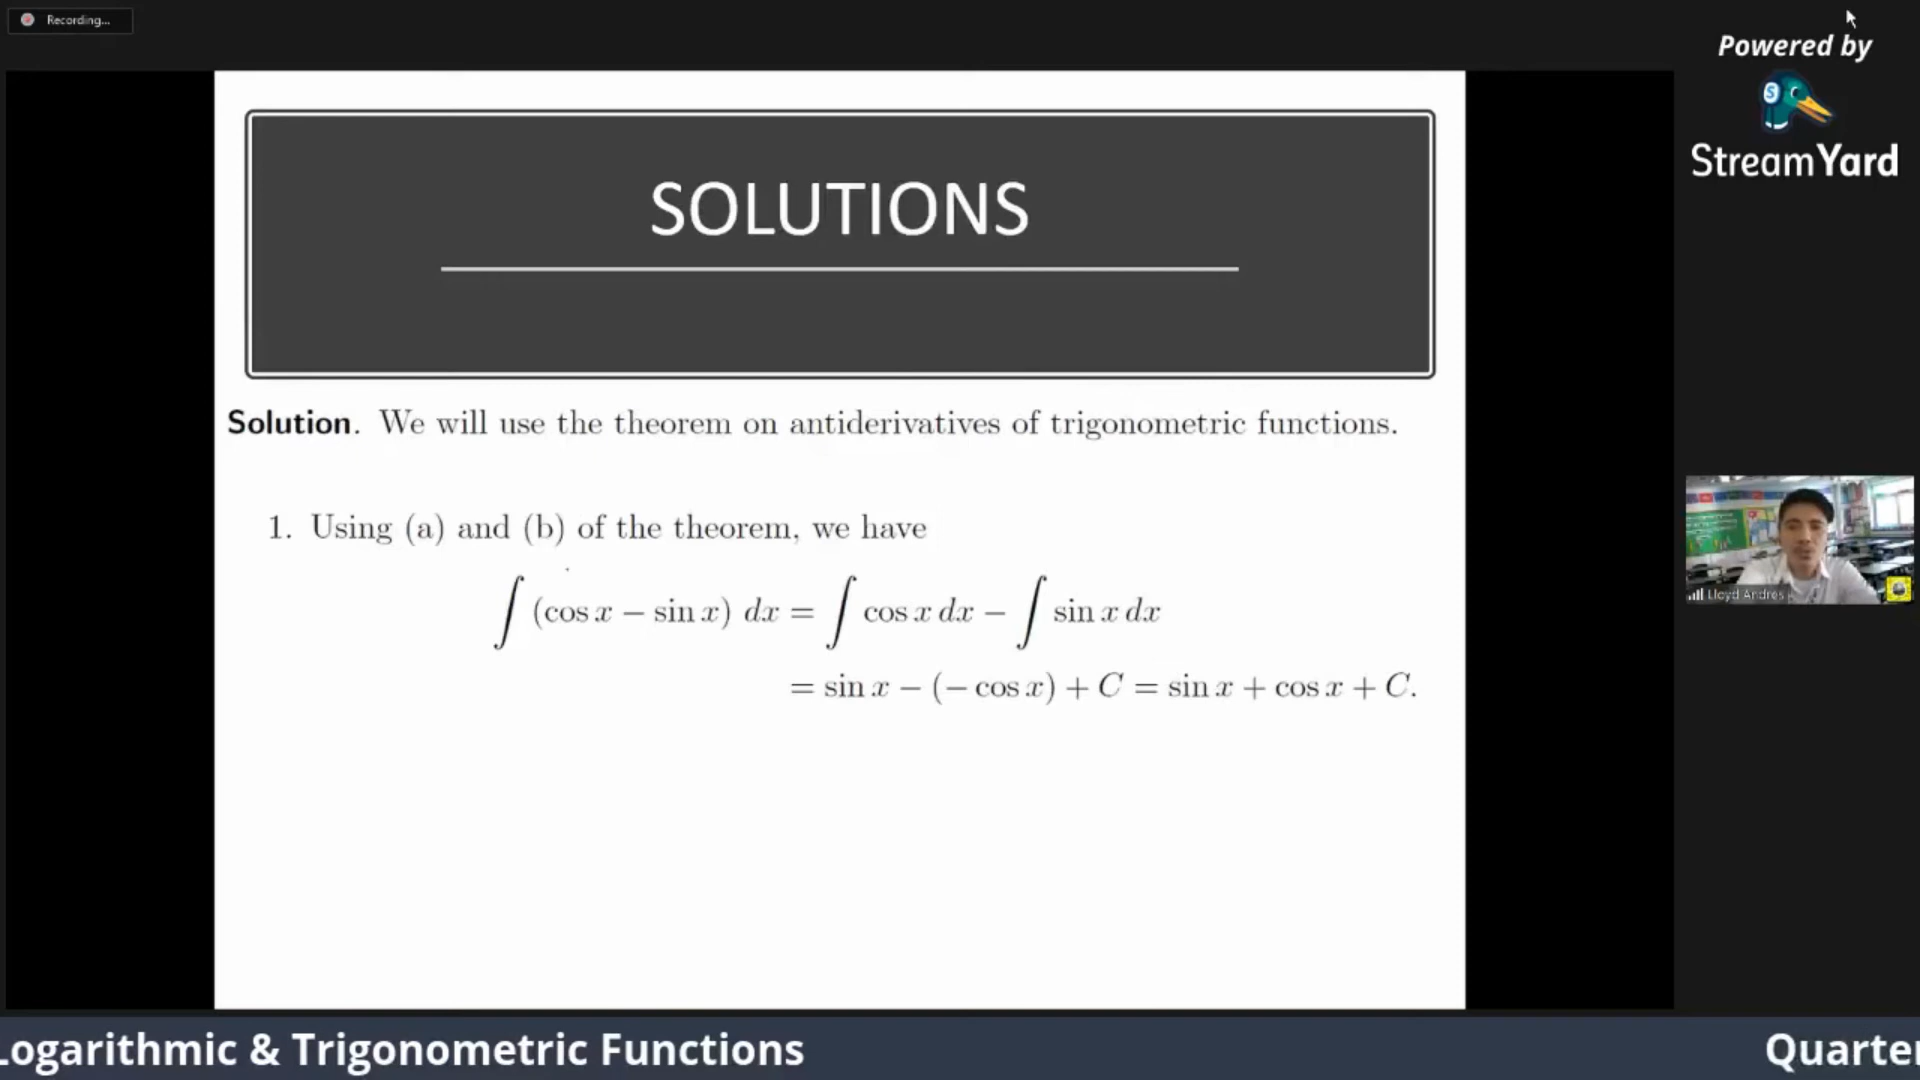 Recording...
Powered by
StreamYard
SOLUTIONS
Solution. We will use the theorem on antiderivatives of trigonometric functions.
1. Using (a) and (b) of the theorem, we have
∫ (cos x − sin x) dx = ∫ cos x dx − ∫ sin x dx
= sin x − (− cos x) + C = sin x + cos x + C.
Lloyd Andres
Logarithmic & Trigonometric Functions
Quarter